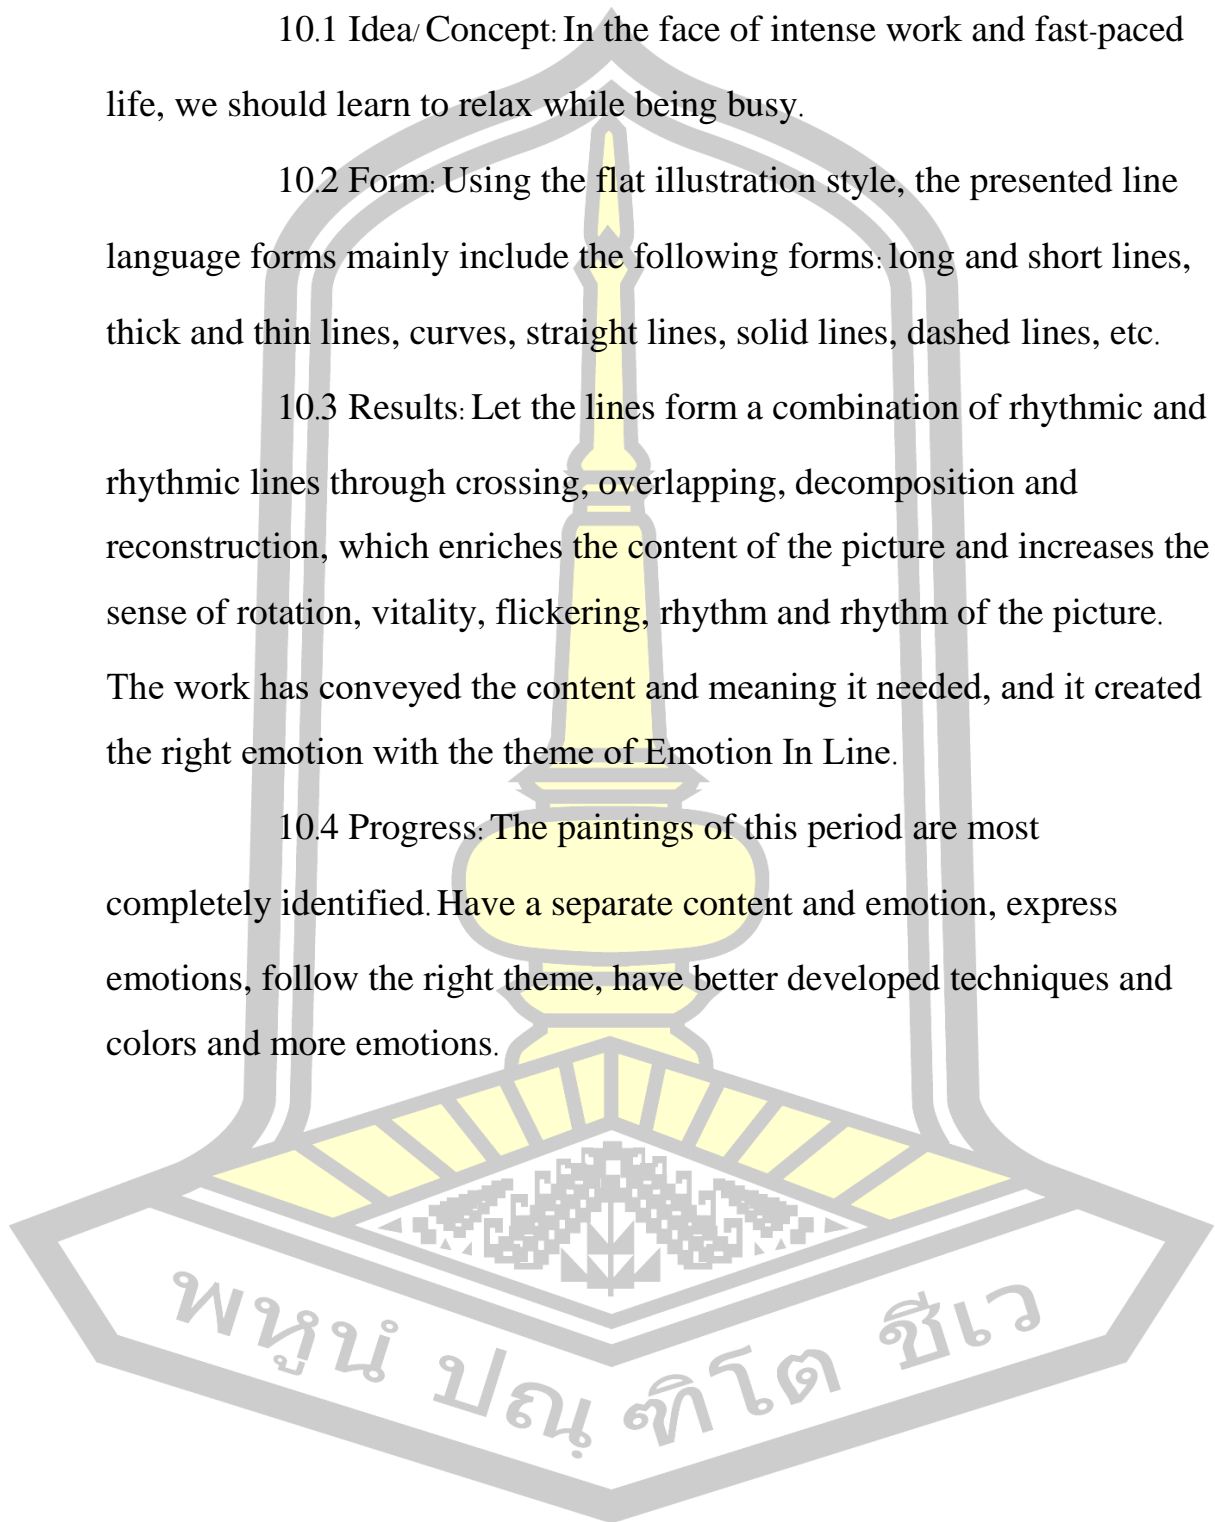 10.1 Idea/ Concept: In the face of intense work and fast-paced
life, we should learn to relax while being busy.
10.2 Form: Using the flat illustration style, the presented line
language forms mainly include the following forms: long and short lines,
thick and thin lines, curves, straight lines, solid lines, dashed lines, etc.
10.3 Results: Let the lines form a combination of rhythmic and
rhythmic lines through crossing, overlapping, decomposition and
reconstruction, which enriches the content of the picture and increases the
sense of rotation, vitality, flickering, rhythm and rhythm of the picture.
The work has conveyed the content and meaning it needed, and it created
the right emotion with the theme of Emotion In Line.
10.4 Progress: The paintings of this period are most
completely identified. Have a separate content and emotion, express
emotions, follow the right theme, have better developed techniques and
colors and more emotions.
พหูนํ ปณฺฑิโต ชีเว